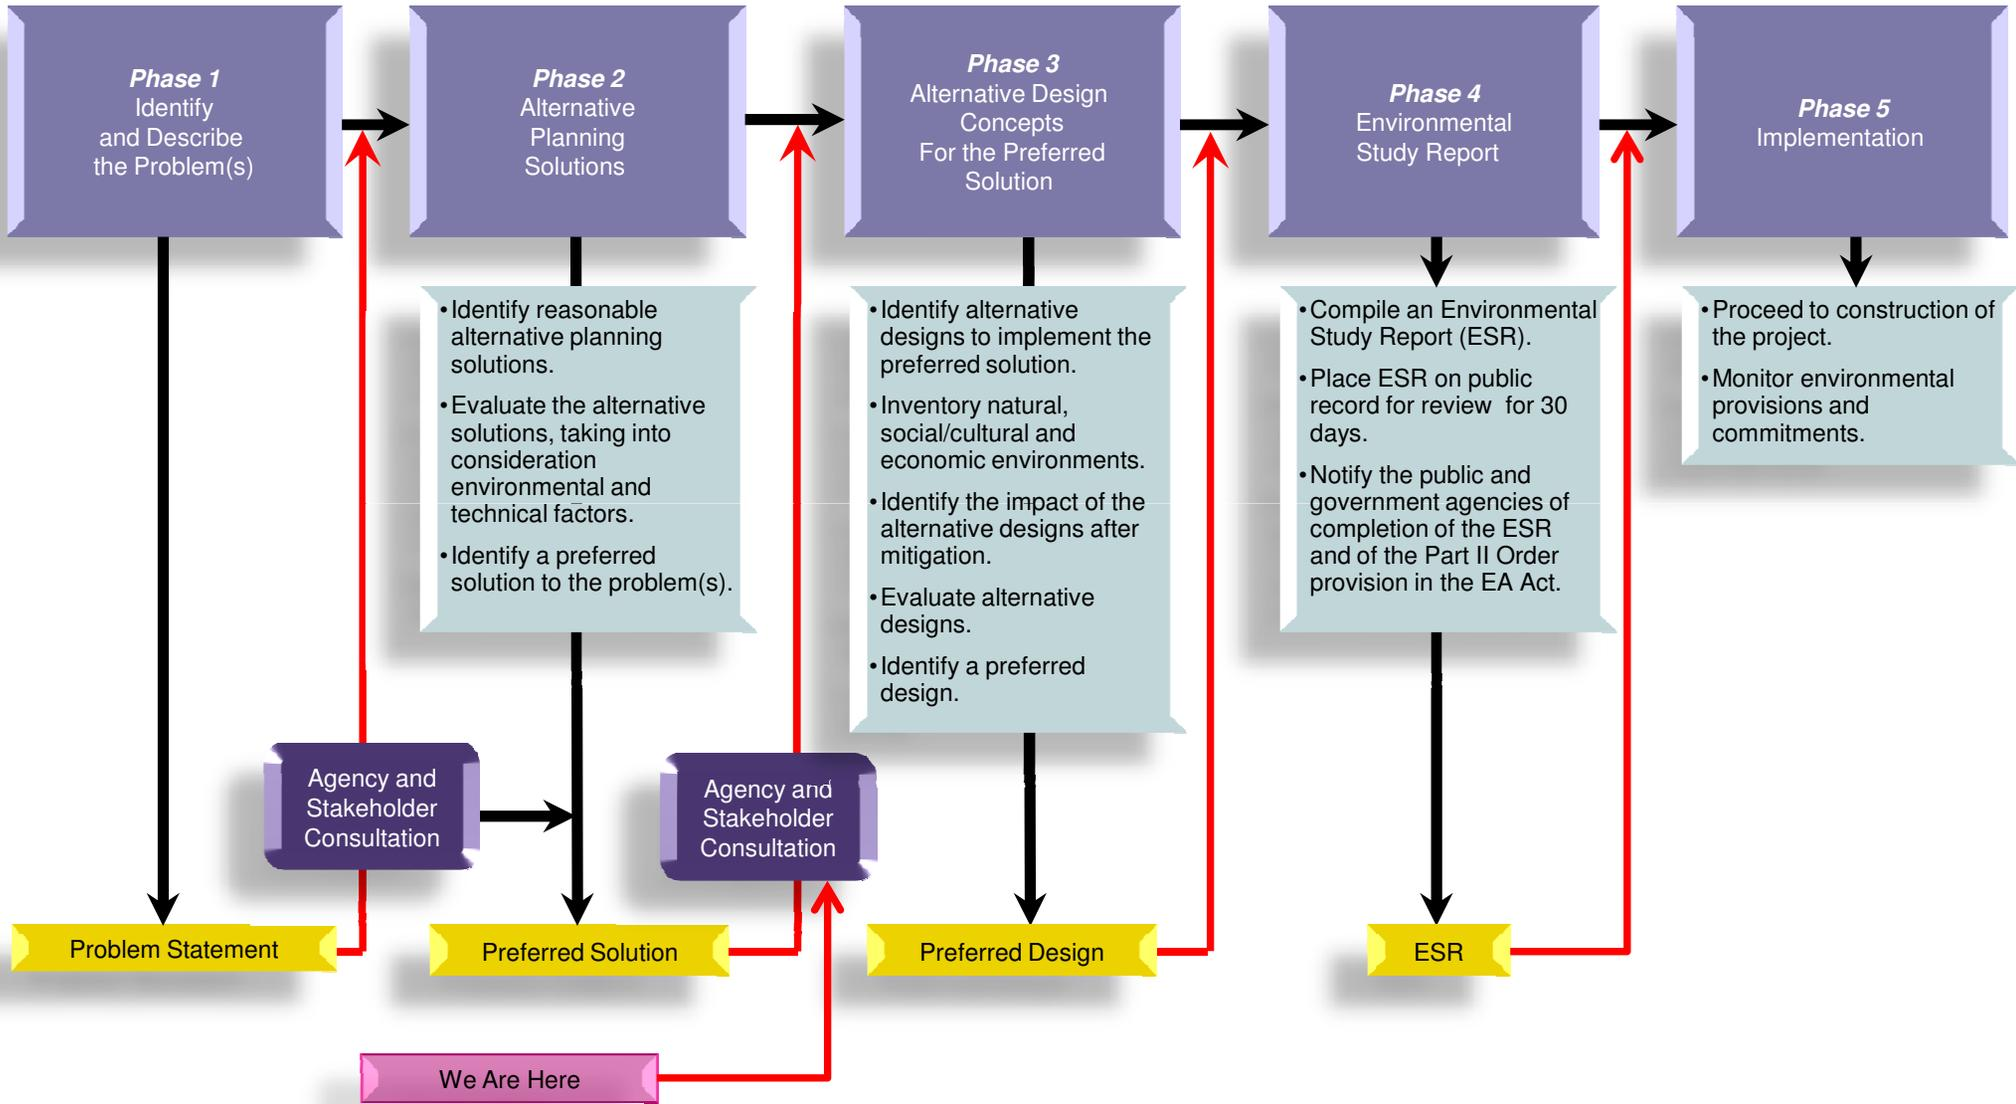 Phase 1
Identify
and Describe
the Problem(s)
Phase 2
Alternative
Planning
Solutions
Phase 3
Alternative Design
Concepts
For the Preferred
Solution
Phase 4
Environmental
Study Report
Phase 5
Implementation
•Identify reasonable
alternative planning
solutions.
•Evaluate the alternative
solutions, taking into
consideration
environmental and
technical factors.
•Identify a preferred
solution to the problem(s).
•Identify alternative
designs to implement the
preferred solution.
•Inventory natural,
social/cultural and
economic environments.
•Identify the impact of the
alternative designs after
mitigation.
•Evaluate alternative
designs.
•Identify a preferred
design.
•Compile an Environmental
Study Report (ESR).
•Place ESR on public
record for review for 30
days.
•Notify the public and
government agencies of
completion of the ESR
and of the Part II Order
provision in the EA Act.
•Proceed to construction of
the project.
•Monitor environmental
provisions and
commitments.
Agency and
Stakeholder
Consultation
Agency and
Stakeholder
Consultation
Problem Statement
Preferred Solution
Preferred Design
ESR
We Are Here